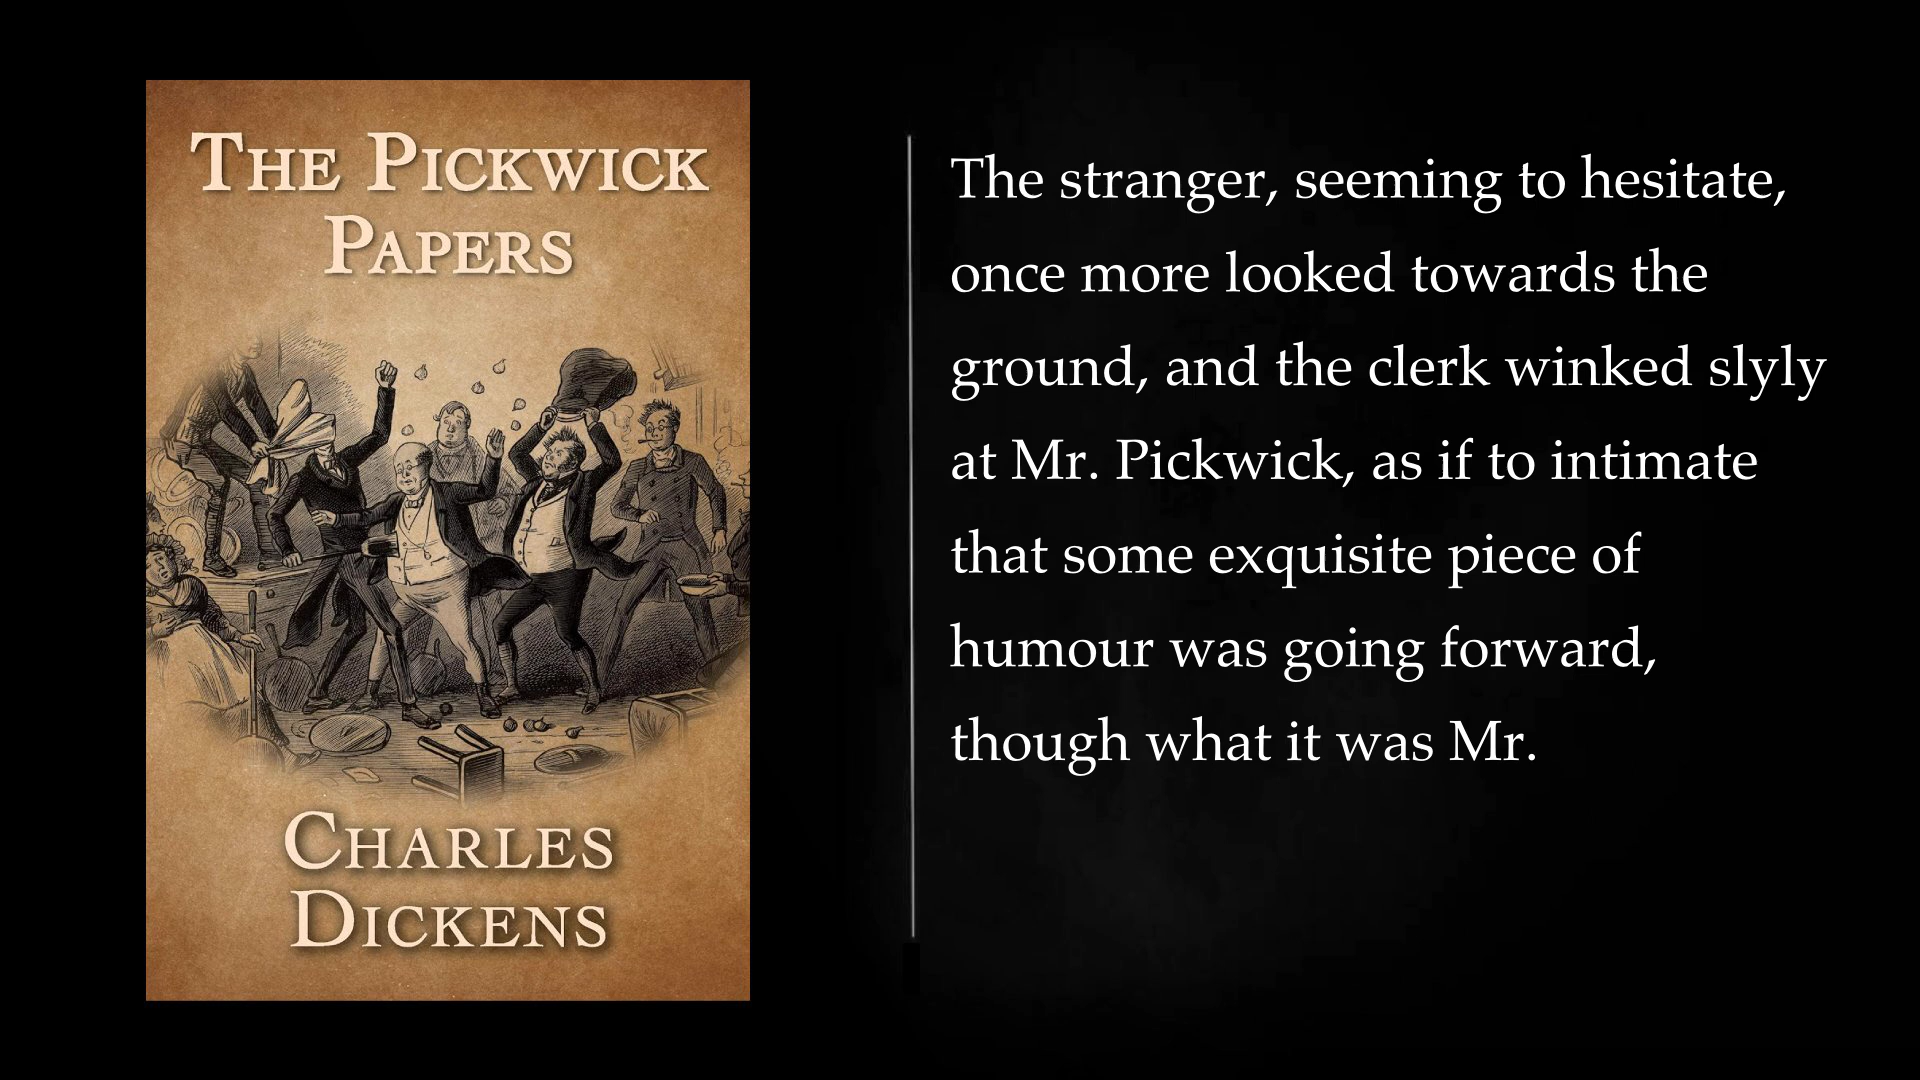 The Pickwick
Papers
Charles
Dickens
The stranger, seeming to hesitate,
once more looked towards the
ground, and the clerk winked slyly
at Mr. Pickwick, as if to intimate
that some exquisite piece of
humour was going forward,
though what it was Mr.